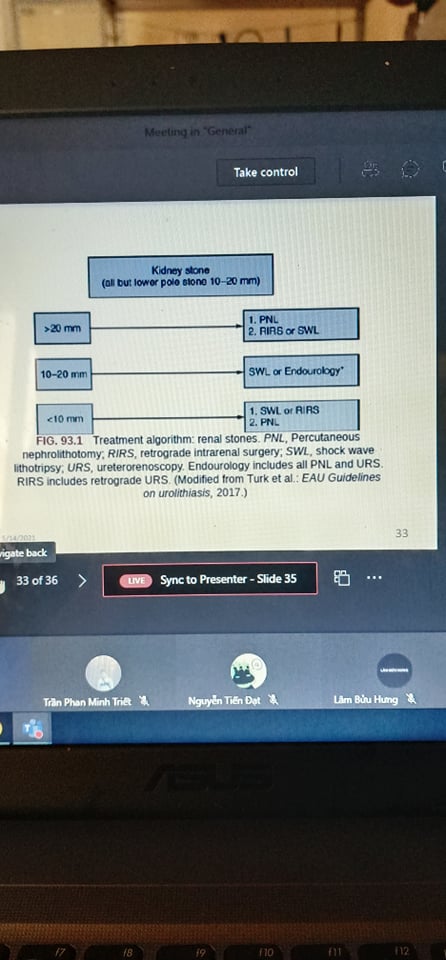 Meeting in "General"
Take control
Kidney stone
(all but lower pole stone 10–20 mm)
>20 mm
1. PNL
2. RIRS or SWL
10–20 mm
SWL or Endourology*
<10 mm
1. SWL or RIRS
2. PNL
FIG. 93.1 Treatment algorithm: renal stones. PNL, Percutaneous
nephrolithotomy; RIRS, retrograde intrarenal surgery; SWL, shock wave
lithotripsy; URS, ureterorenoscopy. Endourology includes all PNL and URS.
RIRS includes retrograde URS. (Modified from Turk et al.: EAU Guidelines
on urolithiasis, 2017.)
5/14/2021
33
vigate back
33 of 36
LIVE Sync to Presenter - Slide 35
Trần Phan Minh Triết
Nguyễn Tiến Đạt
Lâm Bửu Hưng
ASUS
f7
f8
f9
f10
f11
f12